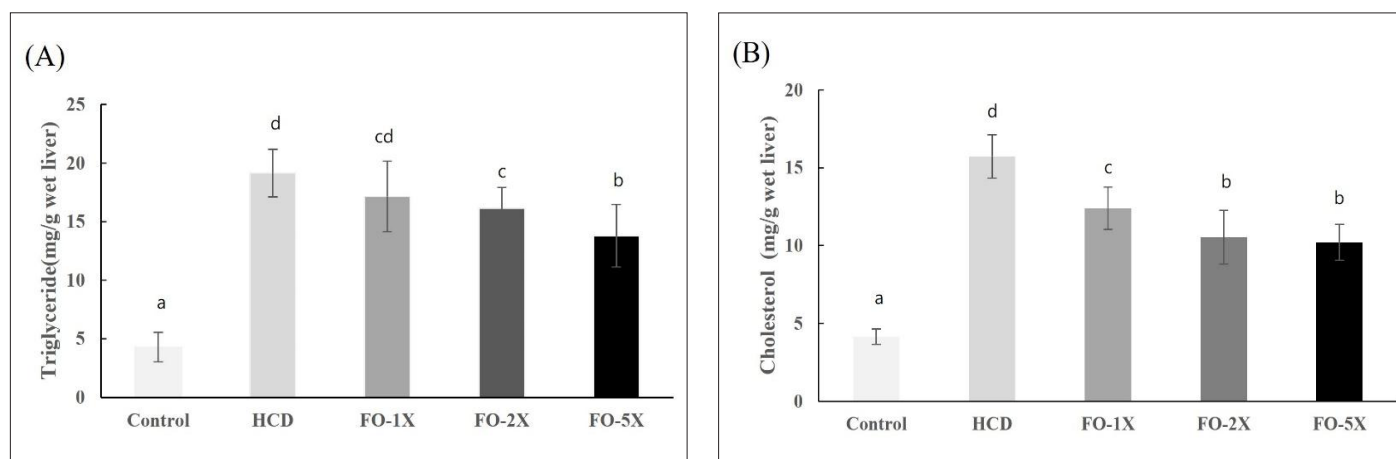 (A)
Triglyceride(mg/g wet liver)
25
20
15
10
5
0
a
d
cd
c
b
Control HCD FO-1X FO-2X FO-5X
(B)
Cholesterol (mg/g wet liver)
20
15
10
5
0
a
d
c
b
b
Control HCD FO-1X FO-2X FO-5X